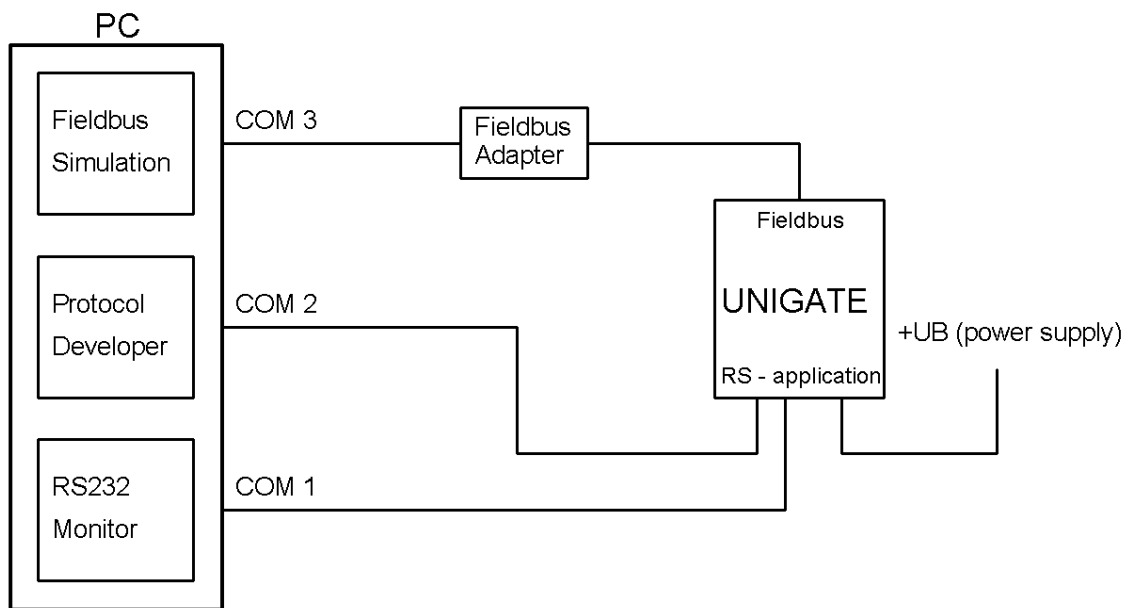 PC
Fieldbus
Simulation
COM 3
Fieldbus
Adapter
Fieldbus
UNIGATE
RS - application
+UB (power supply)
Protocol
Developer
COM 2
RS232
Monitor
COM 1